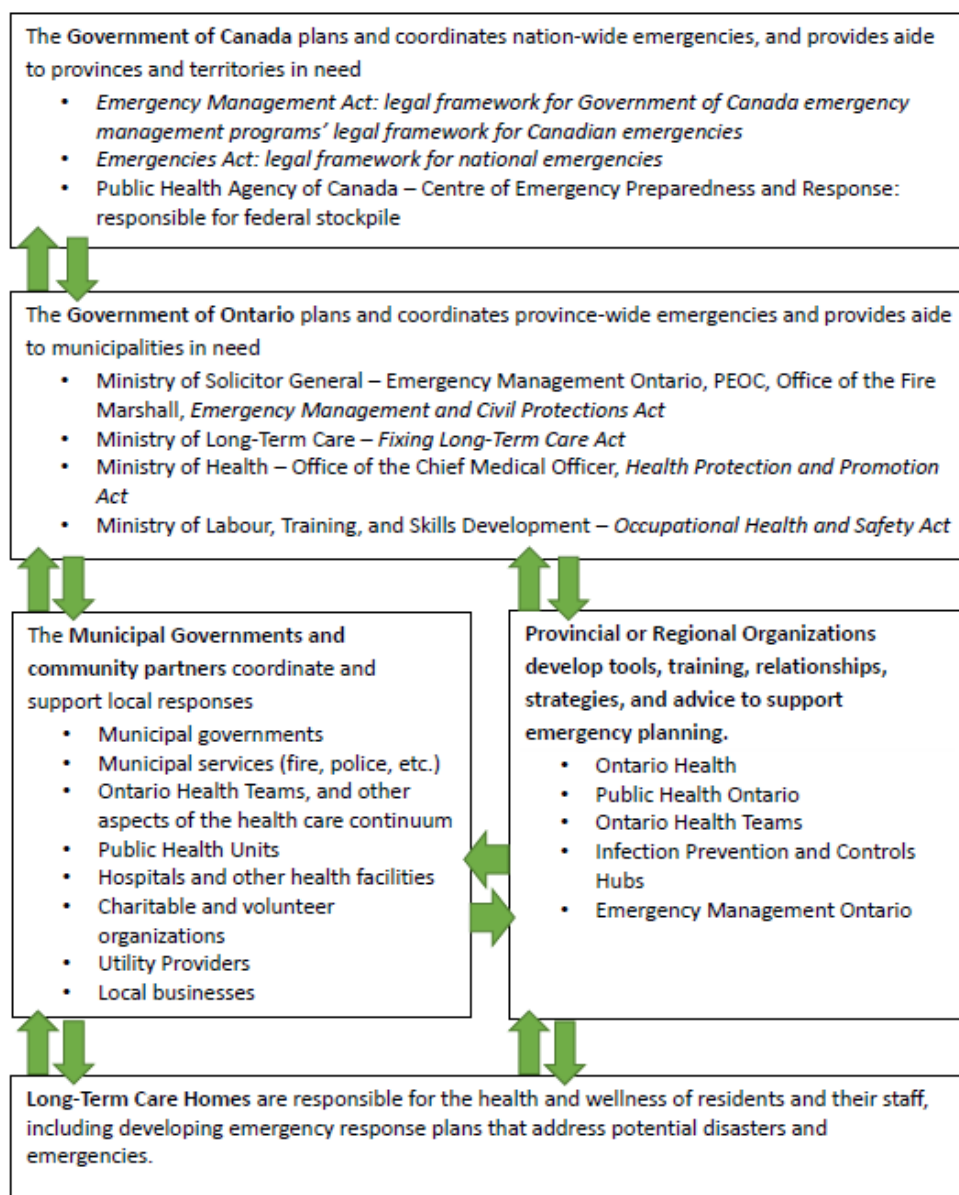 The Government of Canada plans and coordinates nation-wide emergencies, and provides aide
to provinces and territories in need
• Emergency Management Act: legal framework for Government of Canada emergency
management programs’ legal framework for Canadian emergencies
• Emergencies Act: legal framework for national emergencies
• Public Health Agency of Canada – Centre of Emergency Preparedness and Response:
responsible for federal stockpile
The Government of Ontario plans and coordinates province-wide emergencies and provides aide
to municipalities in need
• Ministry of Solicitor General – Emergency Management Ontario, PEOC, Office of the Fire
Marshall, Emergency Management and Civil Protections Act
• Ministry of Long-Term Care – Fixing Long-Term Care Act
• Ministry of Health – Office of the Chief Medical Officer, Health Protection and Promotion
Act
• Ministry of Labour, Training, and Skills Development – Occupational Health and Safety Act
The Municipal Governments and
community partners coordinate and
support local responses
• Municipal governments
• Municipal services (fire, police, etc.)
• Ontario Health Teams, and other
aspects of the health care continuum
• Public Health Units
• Hospitals and other health facilities
• Charitable and volunteer
organizations
• Utility Providers
• Local businesses
Provincial or Regional Organizations
develop tools, training, relationships,
strategies, and advice to support
emergency planning.
• Ontario Health
• Public Health Ontario
• Ontario Health Teams
• Infection Prevention and Controls
Hubs
• Emergency Management Ontario
Long-Term Care Homes are responsible for the health and wellness of residents and their staff,
including developing emergency response plans that address potential disasters and
emergencies.